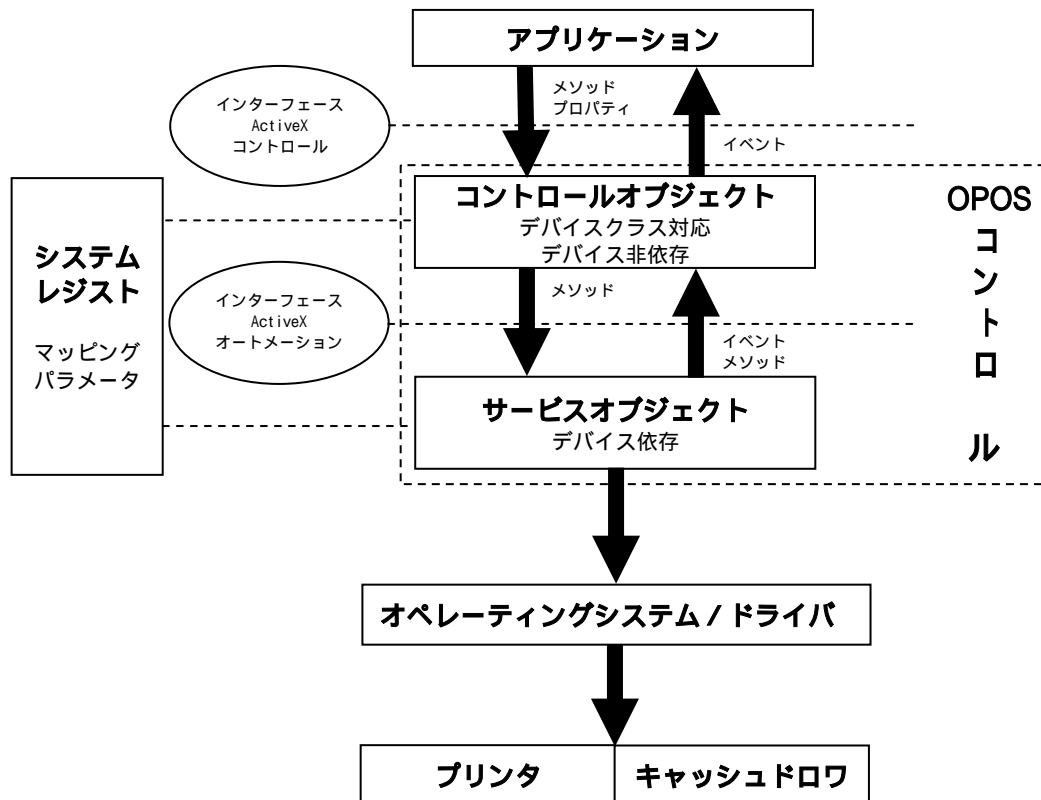 アプリケーション
メソッド
プロパティ
インターフェース
ActiveX
コントロール
イベント
コントロールオブジェクト
デバイスクラス対応
デバイス非依存
OPOS
コ
ン
ト
ロ
ル
システム
レジスト
マッピング
パラメータ
メソッド
インターフェース
ActiveX
オートメーション
イベント
メソッド
サービスオブジェクト
デバイス依存
オペレーティングシステム / ドライバ
プリンタ
キャッシュドロワ